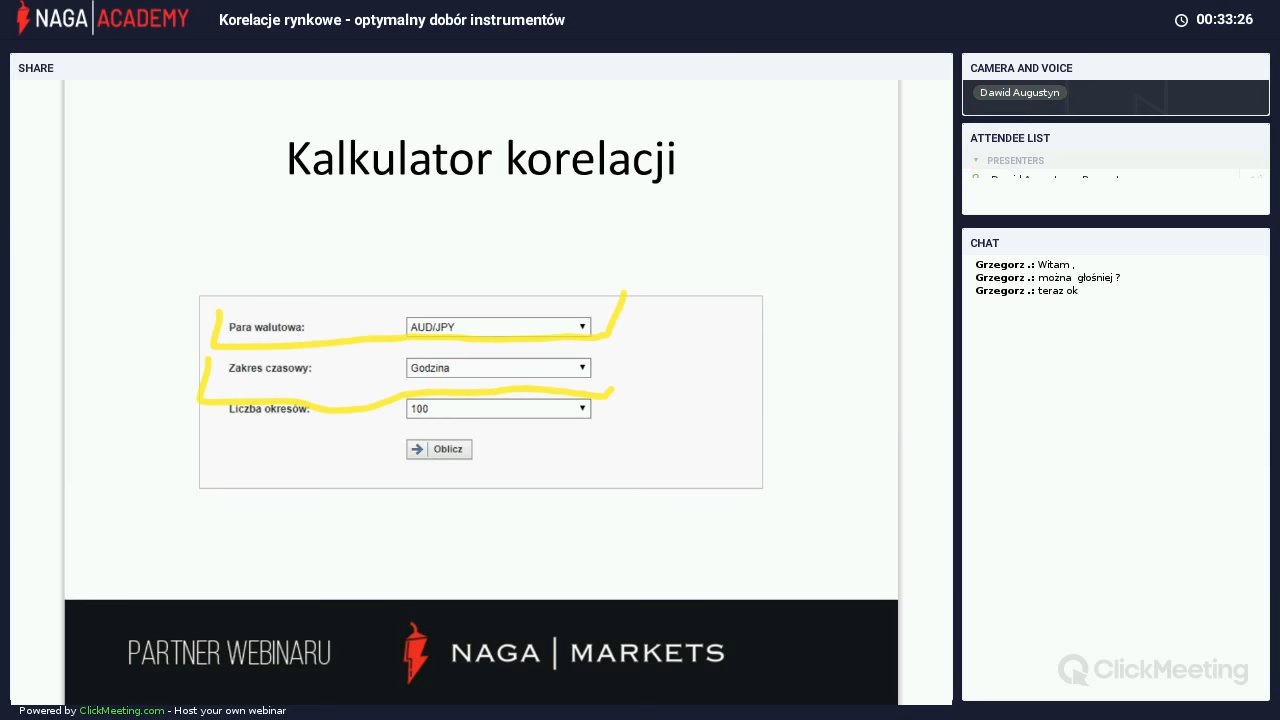 NAGA|ACADEMY
Korelacje rynkowe - optymalny dobór instrumentów
00:33:26
SHARE
Kalkulator korelacji
Para walutowa: AUD/JPY
Zakres czasowy: Godzina
Liczba okresów: 100
Oblicz
PARTNER WEBINARU
NAGA | MARKETS
CAMERA AND VOICE
Dawid Augustyn
ATTENDEE LIST
PRESENTERS
CHAT
Grzegorz .: Witam ,
Grzegorz .: można głośniej ?
Grzegorz .: teraz ok
ClickMeeting
Powered by ClickMeeting.com - Host your own webinar